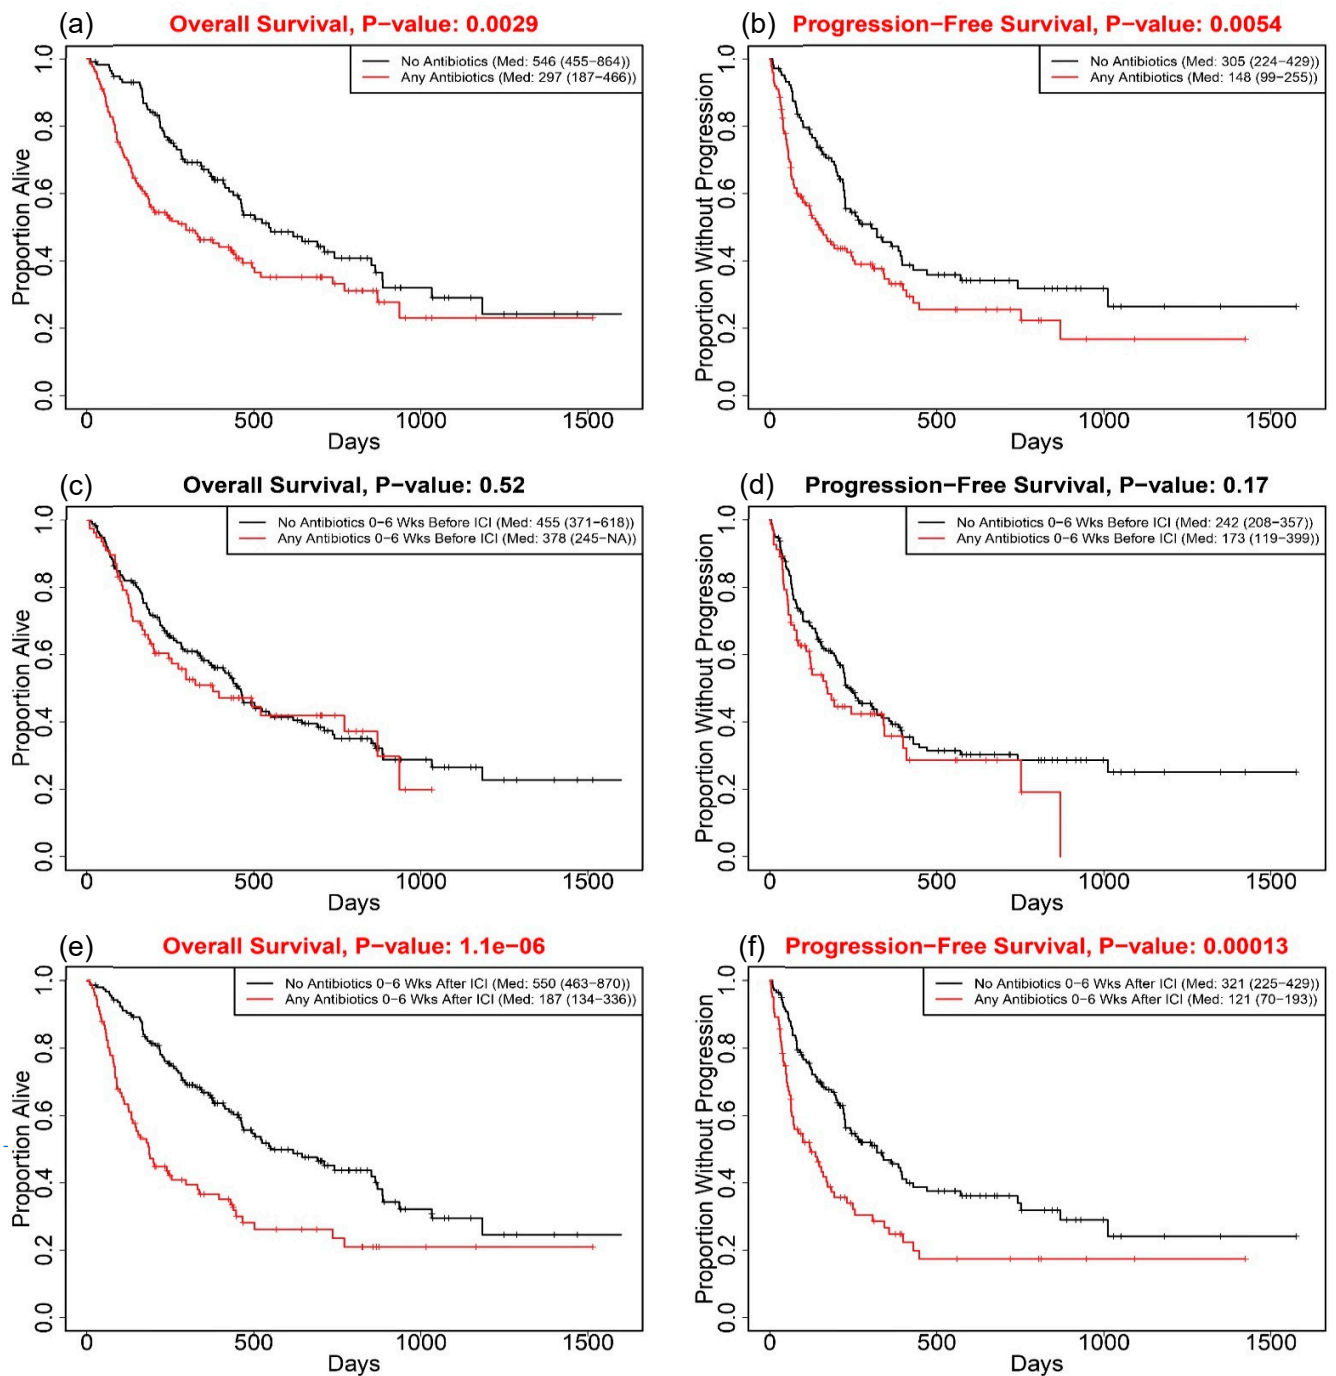 (a)
Overall Survival, P−value: 0.0029
No Antibiotics (Med: 546 (455−864))
Any Antibiotics (Med: 297 (187−466))
Proportion Alive
1.0
0.8
0.6
0.4
0.2
0.0
0 500 1000 1500
Days
(b)
Progression−Free Survival, P−value: 0.0054
No Antibiotics (Med: 305 (224−429))
Any Antibiotics (Med: 148 (99−255))
Proportion Without Progression
1.0
0.8
0.6
0.4
0.2
0.0
0 500 1000 1500
Days
(c)
Overall Survival, P−value: 0.52
No Antibiotics 0−6 Wks Before ICI (Med: 455 (371−618))
Any Antibiotics 0−6 Wks Before ICI (Med: 378 (245−NA))
Proportion Alive
1.0
0.8
0.6
0.4
0.2
0.0
0 500 1000 1500
Days
(d)
Progression−Free Survival, P−value: 0.17
No Antibiotics 0−6 Wks Before ICI (Med: 242 (208−357))
Any Antibiotics 0−6 Wks Before ICI (Med: 173 (119−399))
Proportion Without Progression
1.0
0.8
0.6
0.4
0.2
0.0
0 500 1000 1500
Days
(e)
Overall Survival, P−value: 1.1e−06
No Antibiotics 0−6 Wks After ICI (Med: 550 (463−870))
Any Antibiotics 0−6 Wks After ICI (Med: 187 (134−336))
Proportion Alive
1.0
0.8
0.6
0.4
0.2
0.0
0 500 1000 1500
Days
(f)
Progression−Free Survival, P−value: 0.00013
No Antibiotics 0−6 Wks After ICI (Med: 321 (225−429))
Any Antibiotics 0−6 Wks After ICI (Med: 121 (70−193))
Proportion Without Progression
1.0
0.8
0.6
0.4
0.2
0.0
0 500 1000 1500
Days